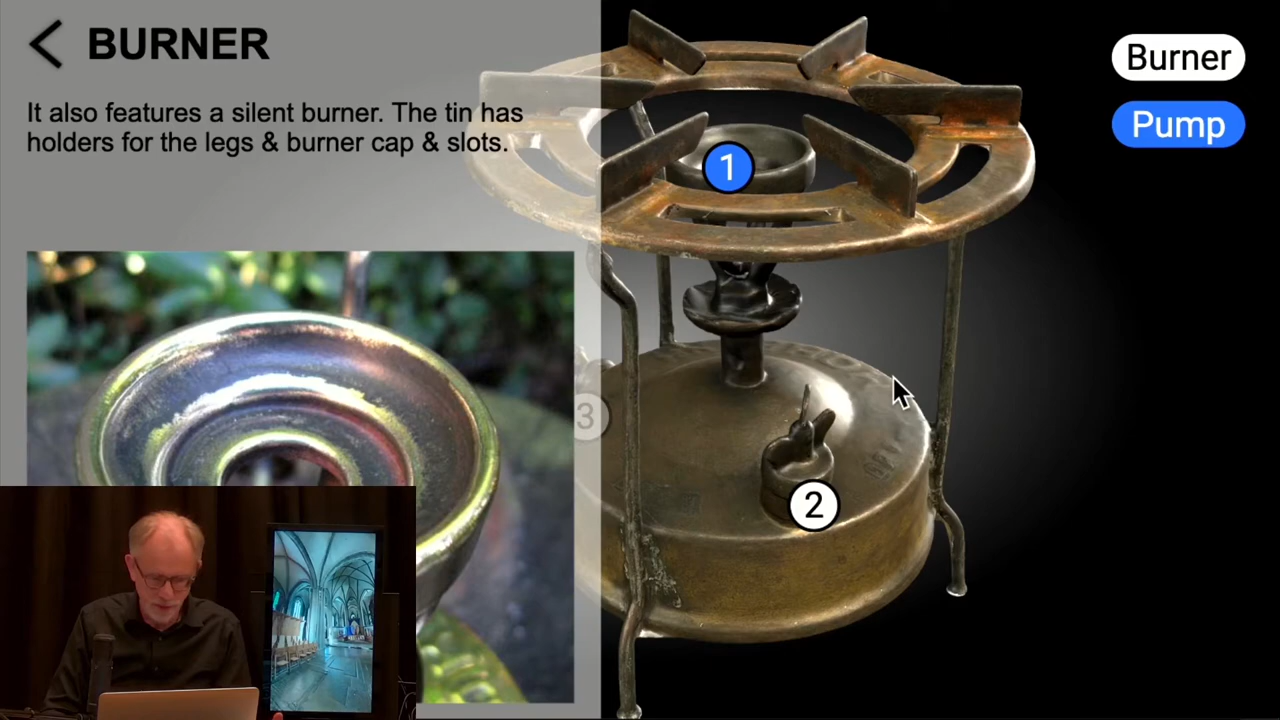 BURNER
It also features a silent burner. The tin has
holders for the legs & burner cap & slots.
Burner
Pump
1
2
3